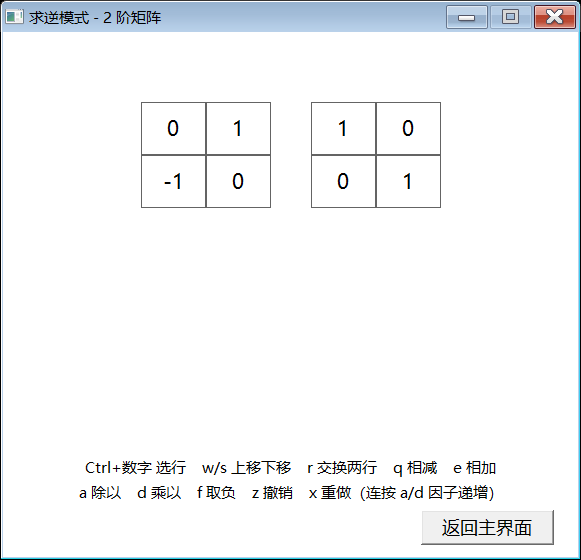 求逆模式 - 2 阶矩阵
0 1 1 0
-1 0 0 1
Ctrl+数字 选行 w/s 上移下移 r 交换两行 q 相减 e 相加
a 除以 d 乘以 f 取负 z 撤销 x 重做（连按 a/d 因子递增）
返回主界面